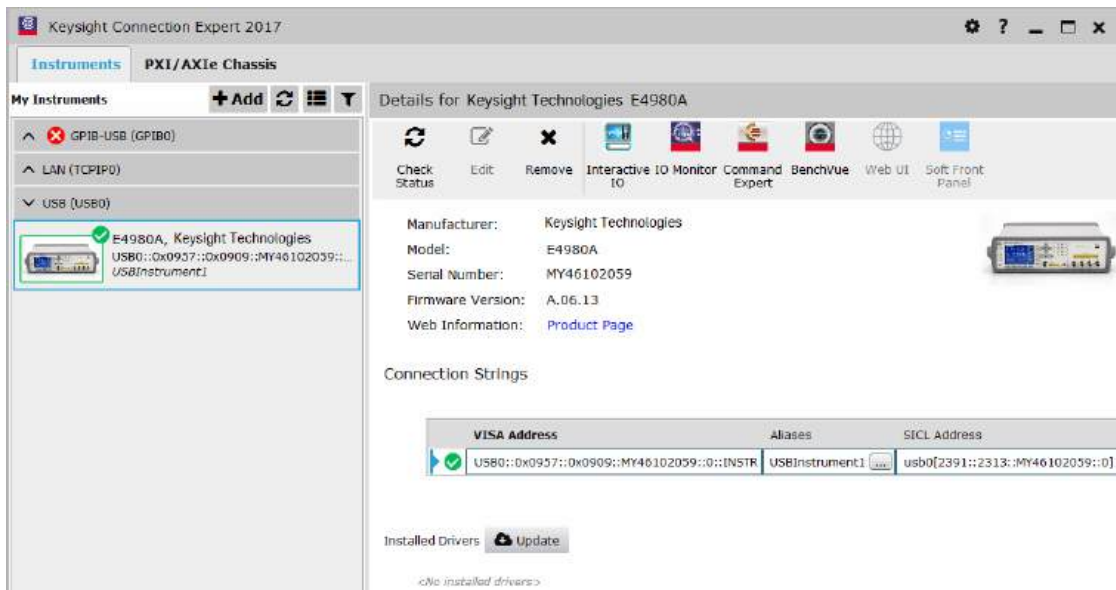 Keysight Connection Expert 2017
?
Instruments PXI/AXIe Chassis
My Instruments
Add
GPIB-USB (GPIB0)
LAN (TCPIP0)
USB (USB0)
E4980A, Keysight Technologies
USB0::0x0957::0x0909::MY46102059::...
USBInstrument1
Details for Keysight Technologies E4980A
Check Status
Edit
Remove
Interactive IO
IO Monitor
Command Expert
BenchVue
Web UI
Soft Front Panel
Manufacturer: Keysight Technologies
Model: E4980A
Serial Number: MY46102059
Firmware Version: A.06.13
Web Information: Product Page
Connection Strings
VISA Address Aliases SICL Address
USB0::0x0957::0x0909::MY46102059::0::INSTR USBInstrument1 ... usb0[2391::2313::MY46102059::0]
Installed Drivers Update
<No installed drivers>